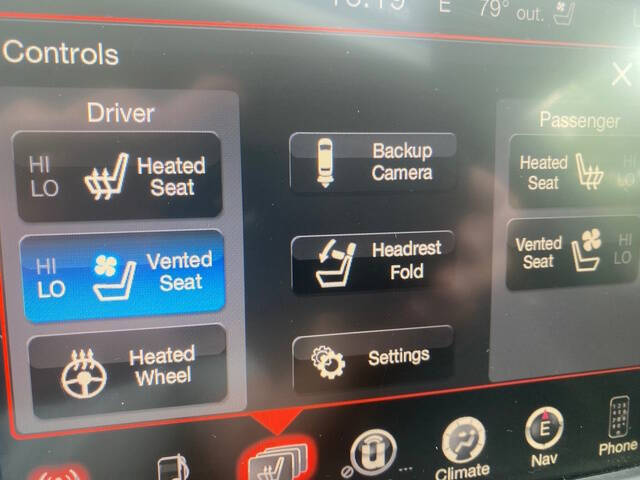 E 79° out.
Controls
Driver
HI
LO
Heated
Seat
HI
LO
Vented
Seat
Heated
Wheel
Backup
Camera
Headrest
Fold
Settings
Passenger
Heated
Seat
HI
LO
Vented
Seat
HI
LO
Climate
E
Nav
Phone